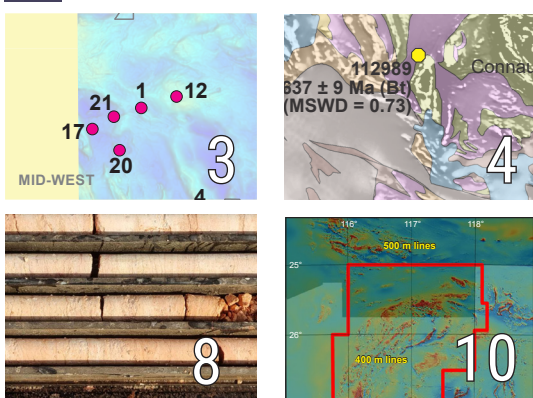 21
1
12
17
20
3
MID-WEST
4
112989
637 ± 9 Ma (Bt)
(MSWD = 0.73)
Connau
4
8
116°
117°
118°
500 m lines
25°
26°
400 m lines
10